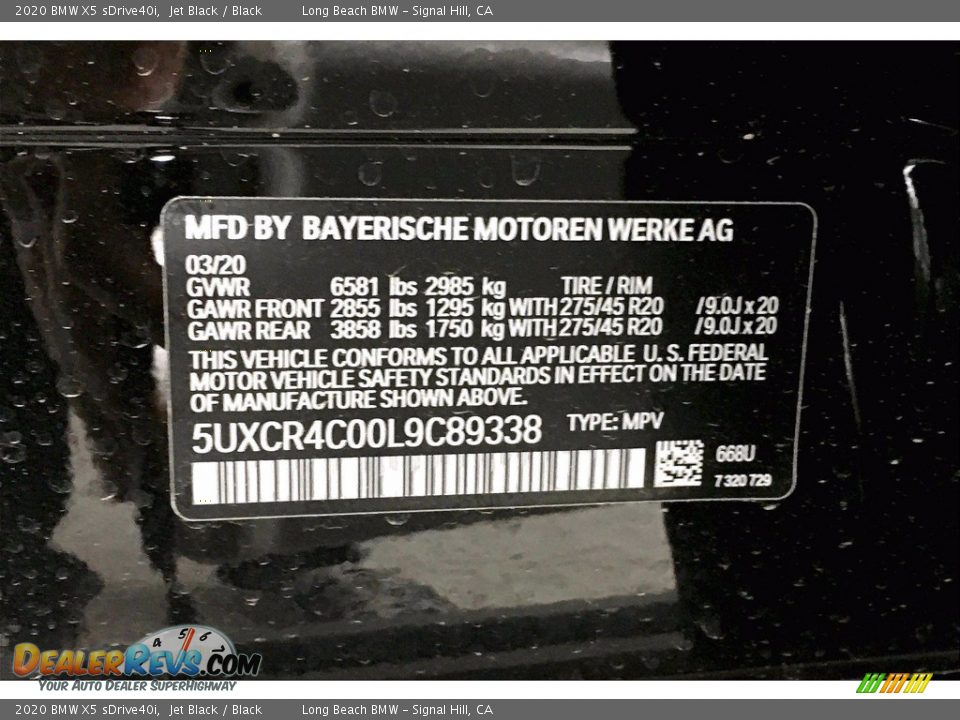 2020 BMW X5 sDrive40i, Jet Black / Black Long Beach BMW - Signal Hill, CA
MFD BY BAYERISCHE MOTOREN WERKE AG
03/20
GVWR 6581 lbs 2985 kg TIRE / RIM
GAWR FRONT 2855 lbs 1295 kg WITH 275/45 R20 /9.0J x 20
GAWR REAR 3858 lbs 1750 kg WITH 275/45 R20 /9.0J x 20
THIS VEHICLE CONFORMS TO ALL APPLICABLE U. S. FEDERAL
MOTOR VEHICLE SAFETY STANDARDS IN EFFECT ON THE DATE
OF MANUFACTURE SHOWN ABOVE.
5UXCR4C00L9C89338 TYPE: MPV
668U
7 320 729
4 5 6 7
DEALERREVS.COM
YOUR AUTO DEALER SUPERHIGHWAY
2020 BMW X5 sDrive40i, Jet Black / Black Long Beach BMW - Signal Hill, CA